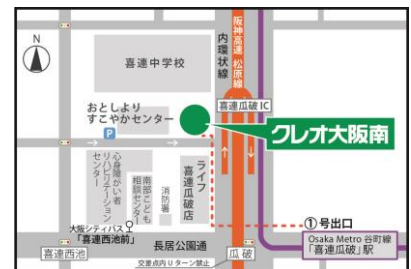 N
喜連中学校
内環状線
阪神高速 松原線
喜連瓜破IC
おとしより
すこやかセンター
P
クレオ大阪南
心身障がい者
リハビリテーション
センター
南部こども
相談センター
消防署
ライフ
喜連瓜破店
①号出口
大阪シティバス
「喜連西池前」
Osaka Metro 谷町線
「喜連瓜破」駅
長居公園通
喜連西池
瓜破
交差点内Uターン禁止